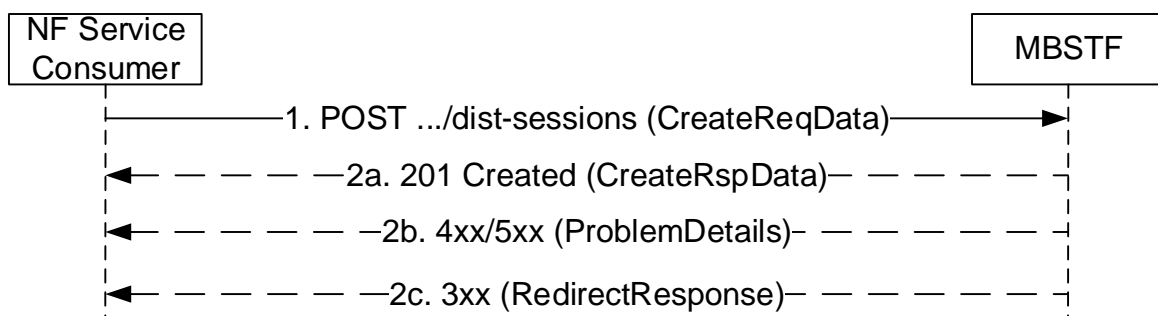 NF Service
Consumer
MBSTF
1. POST .../dist-sessions (CreateReqData)
2a. 201 Created (CreateRspData)
2b. 4xx/5xx (ProblemDetails)
2c. 3xx (RedirectResponse)